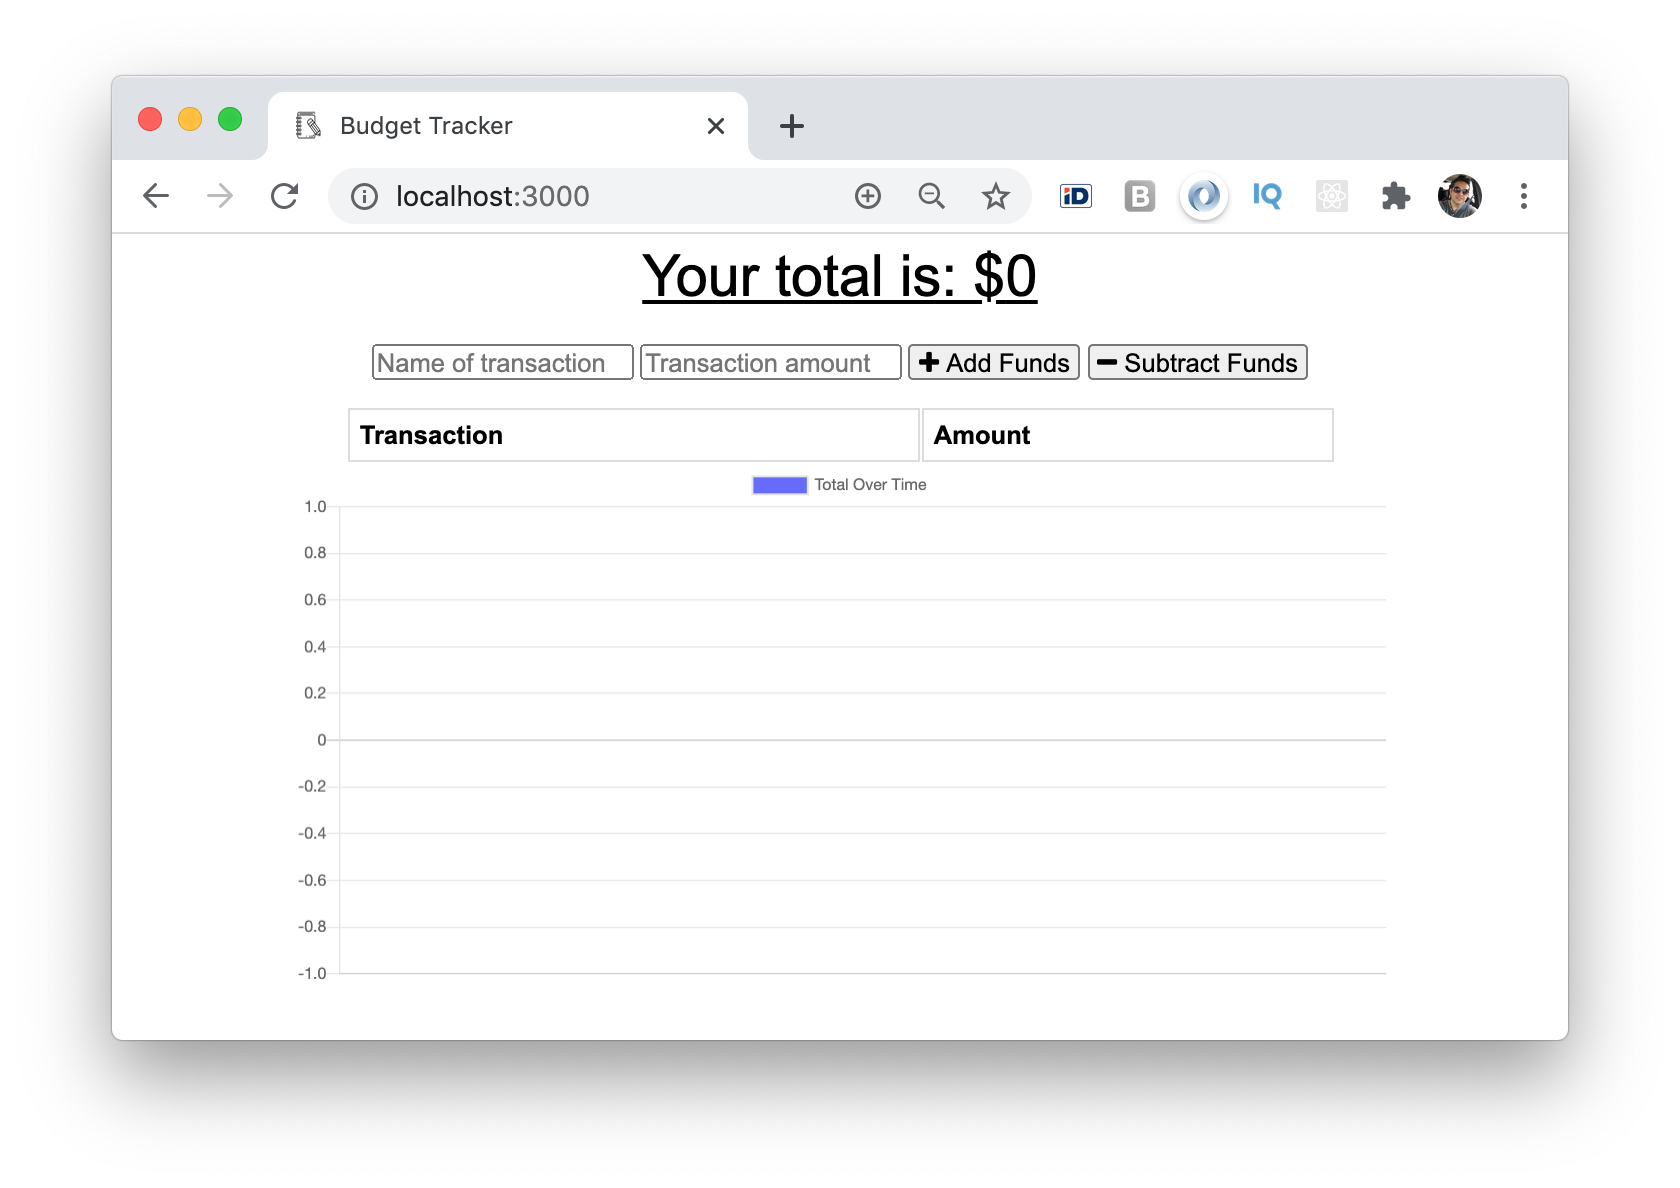 Budget Tracker
localhost:3000
iD B IQ
Your total is: $0
Name of transaction Transaction amount Add Funds Subtract Funds
Transaction Amount
Total Over Time
1.0
0.8
0.6
0.4
0.2
0
-0.2
-0.4
-0.6
-0.8
-1.0